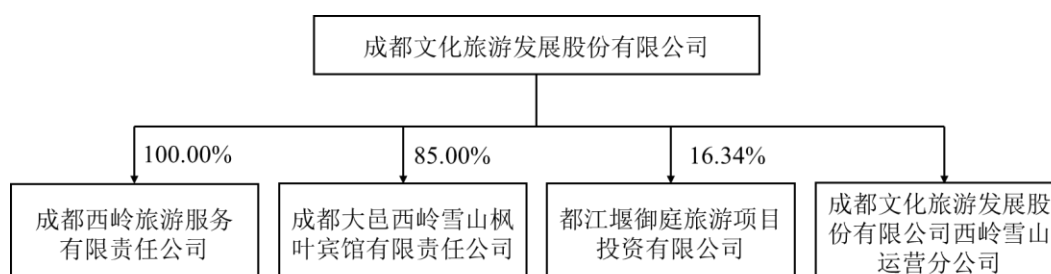 成都文化旅游发展股份有限公司
100.00%
85.00%
16.34%
成都西岭旅游服务
有限责任公司
成都大邑西岭雪山枫
叶宾馆有限责任公司
都江堰御庭旅游项目
投资有限公司
成都文化旅游发展股
份有限公司西岭雪山
运营分公司